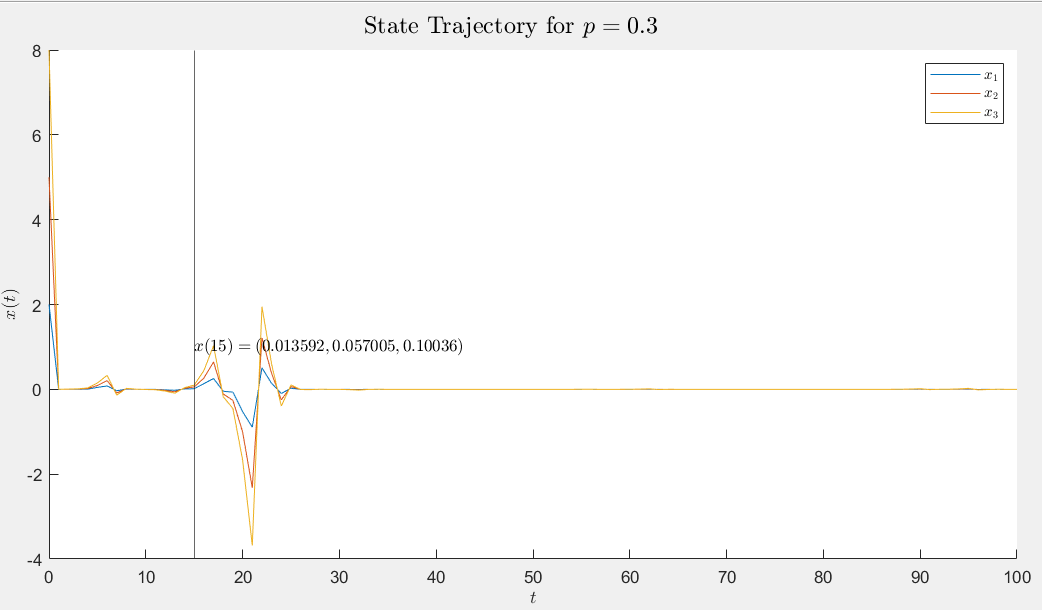 State Trajectory for p = 0.3
8
6
4
2
0
-2
-4
x(t)
x₁
x₂
x₃
x(15) = (0.013592, 0.057005, 0.10036)
0 10 20 30 40 50 60 70 80 90 100
t